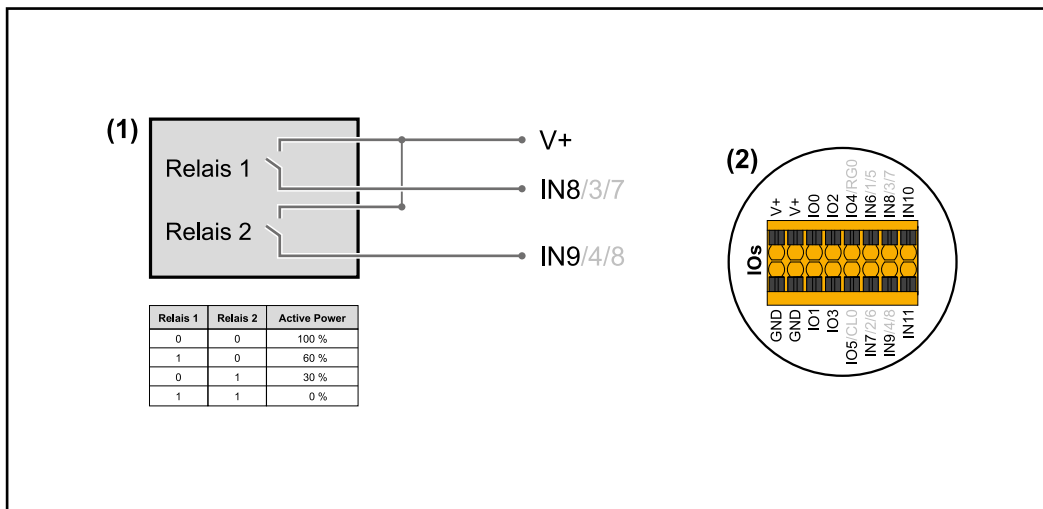 (1)
Relais 1
Relais 2
V+
IN8/3/7
IN9/4/8
Relais 1 Relais 2 Active Power
0 0 100 %
1 0 60 %
0 1 30 %
1 1 0 %
(2)
IOs
V+
V+
IO0
IO2
IO4/RG0
IN6/1/5
IN8/3/7
IN10
GND
GND
IO1
IO3
IO5/CL0
IN7/2/6
IN9/4/8
IN11